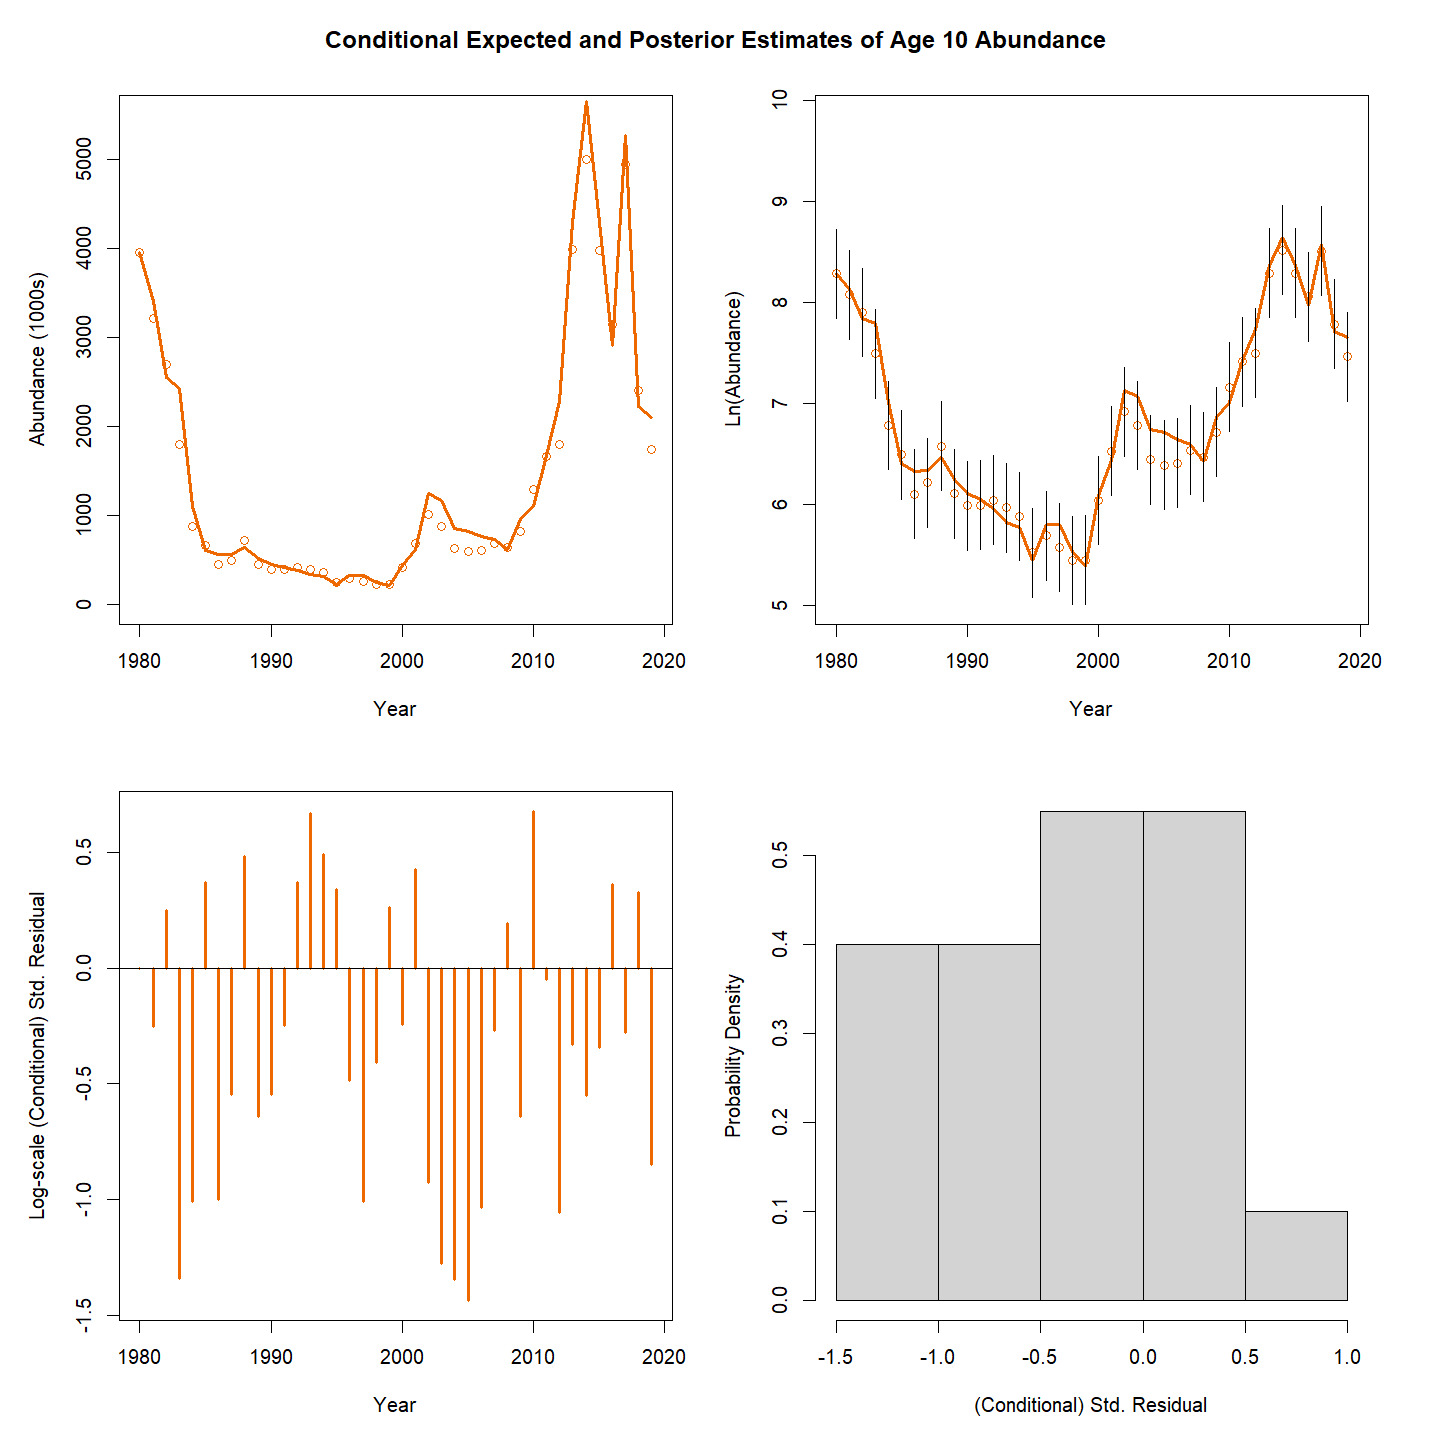 Conditional Expected and Posterior Estimates of Age 10 Abundance
Abundance (1000s)
5000
4000
3000
2000
1000
0
1980 1990 2000 2010 2020
Year
Ln(Abundance)
10
9
8
7
6
5
1980 1990 2000 2010 2020
Year
Log-scale (Conditional) Std. Residual
0.5
0.0
-0.5
-1.0
-1.5
1980 1990 2000 2010 2020
Year
Probability Density
0.5
0.4
0.3
0.2
0.1
0.0
-1.5 -1.0 -0.5 0.0 0.5 1.0
(Conditional) Std. Residual